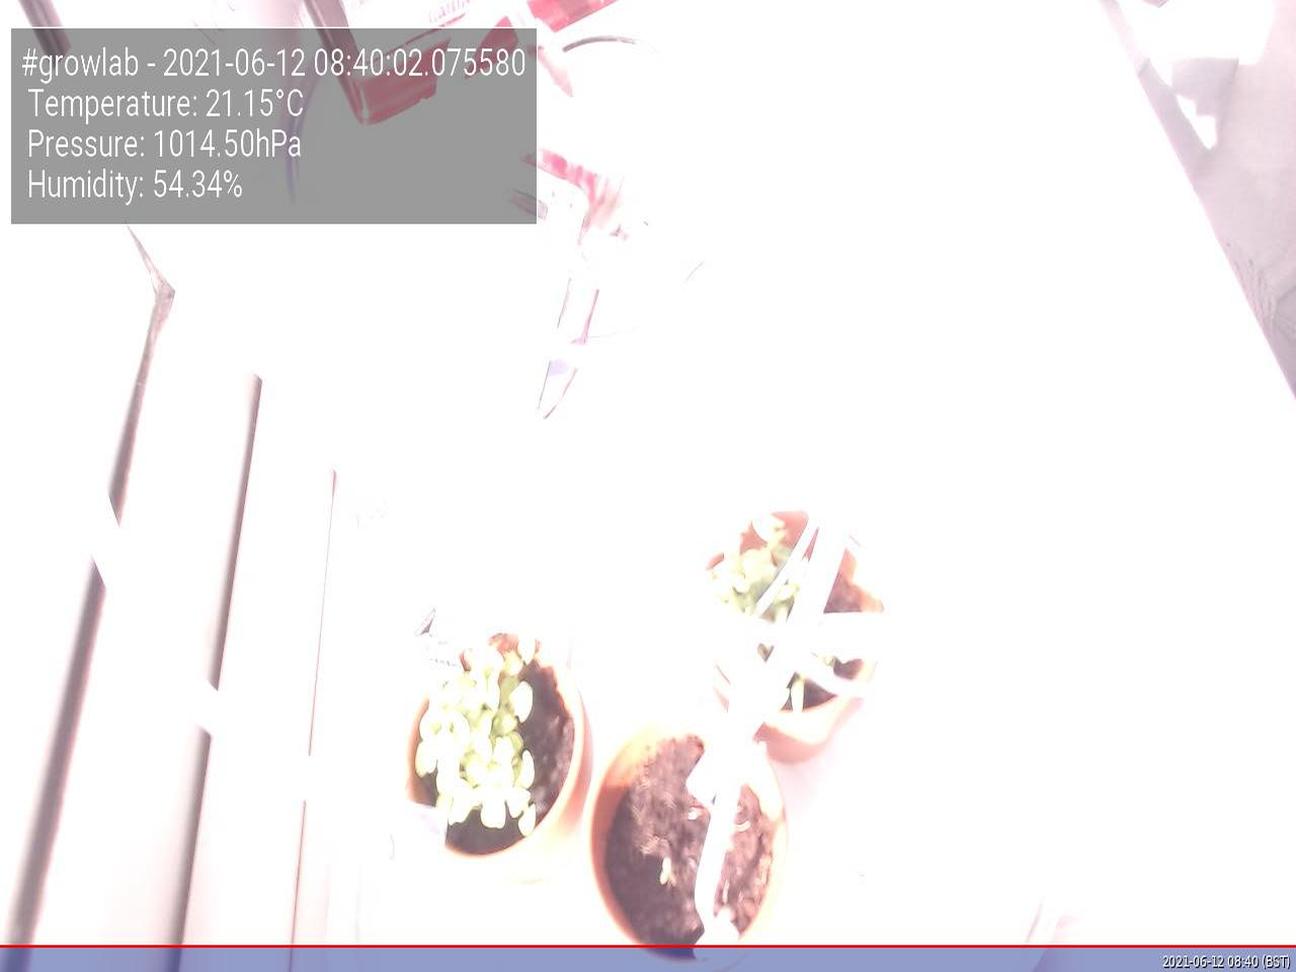 #growlab - 2021-06-12 08:40:02.075580
Temperature: 21.15°C
Pressure: 1014.50hPa
Humidity: 54.34%
2021-06-12 08:40 (BST)